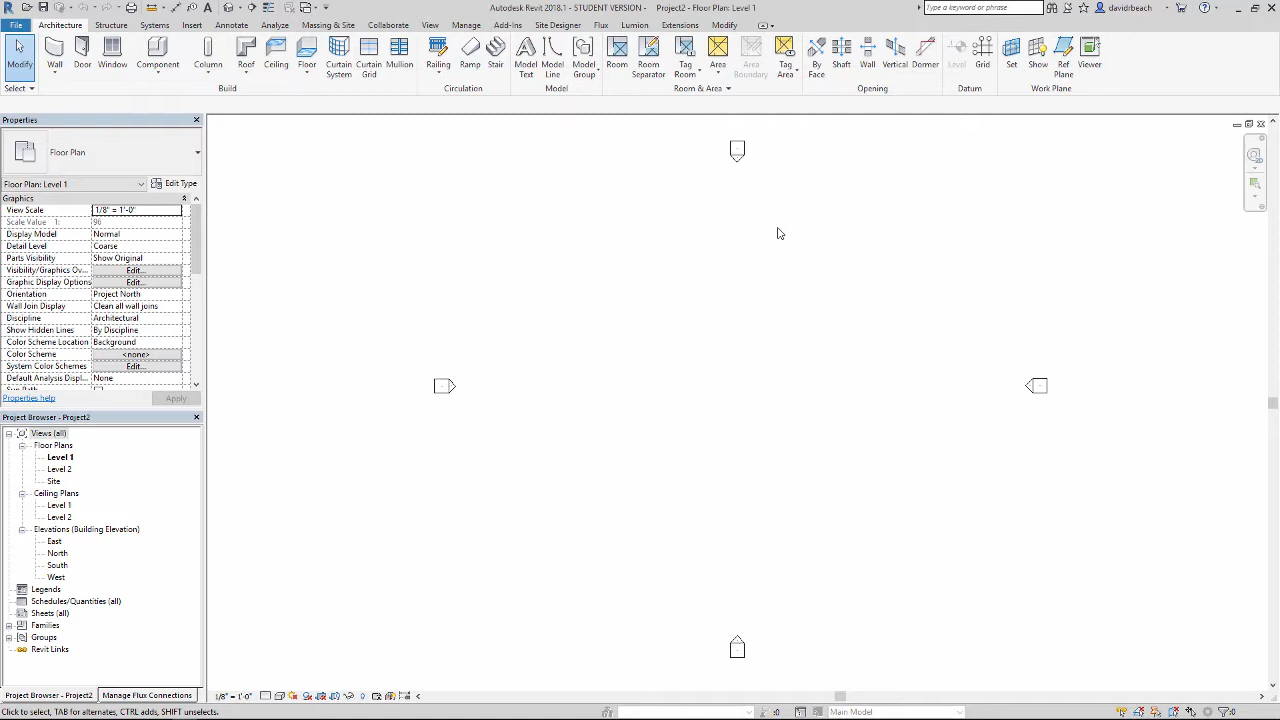 Autodesk Revit 2018.1 - STUDENT VERSION - Project2 - Floor Plan: Level 1
Type a keyword or phrase
davidbeach
File Architecture Structure Systems Insert Annotate Analyze Massing & Site Collaborate View Manage Add-Ins Site Designer Flux Lumion Extensions Modify
Modify Wall Door Window Component Column Roof Ceiling Floor Curtain System Curtain Grid Mullion Railing Ramp Stair Model Text Model Line Model Group Room Room Separator Tag Room Area Area Boundary Tag Area By Face Shaft Wall Vertical Dormer Level Grid Set Show Ref Plane Viewer
Select Build Circulation Model Room & Area Opening Datum Work Plane
Properties
Floor Plan
Floor Plan: Level 1 Edit Type
Graphics
View Scale 1/8" = 1'-0"
Scale Value 1: 96
Display Model Normal
Detail Level Coarse
Parts Visibility Show Original
Visibility/Graphics Ov... Edit...
Graphic Display Options Edit...
Orientation Project North
Wall Join Display Clean all wall joins
Discipline Architectural
Show Hidden Lines By Discipline
Color Scheme Location Background
Color Scheme <none>
System Color Schemes Edit...
Default Analysis Displ... None
Properties help Apply
Project Browser - Project2
Views (all)
Floor Plans
Level 1
Level 2
Site
Ceiling Plans
Level 1
Level 2
Elevations (Building Elevation)
East
North
South
West
Legends
Schedules/Quantities (all)
Sheets (all)
Families
Groups
Revit Links
Project Browser - Project2 Manage Flux Connections
1/8" = 1'-0"
Click to select, TAB for alternates, CTRL adds, SHIFT unselects.
:0 Main Model :0